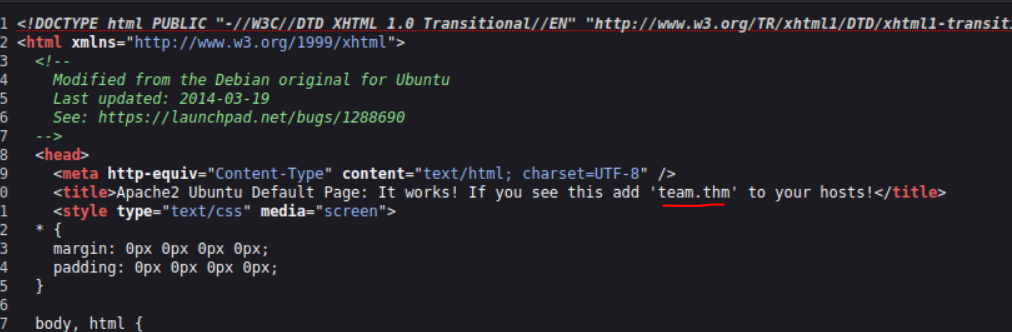 1 <!DOCTYPE html PUBLIC "-//W3C//DTD XHTML 1.0 Transitional//EN" "http://www.w3.org/TR/xhtml1/DTD/xhtml1-transiti
2 <html xmlns="http://www.w3.org/1999/xhtml">
3 <!--
4 Modified from the Debian original for Ubuntu
5 Last updated: 2014-03-19
6 See: https://launchpad.net/bugs/1288690
7 -->
8 <head>
9 <meta http-equiv="Content-Type" content="text/html; charset=UTF-8" />
0 <title>Apache2 Ubuntu Default Page: It works! If you see this add 'team.thm' to your hosts!</title>
1 <style type="text/css" media="screen">
2 * {
3 margin: 0px 0px 0px 0px;
4 padding: 0px 0px 0px 0px;
5 }
6
7 body, html {